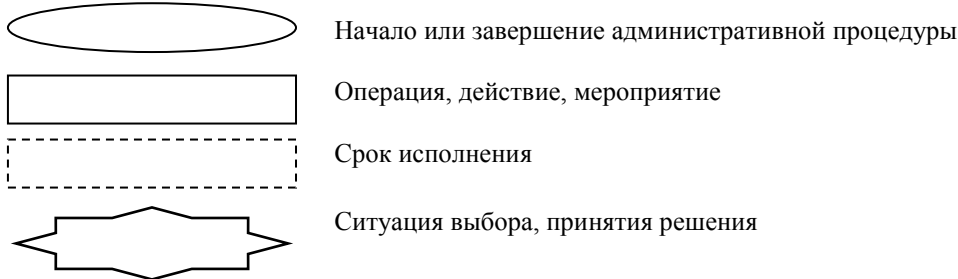 Начало или завершение административной процедуры
Операция, действие, мероприятие
Срок исполнения
Ситуация выбора, принятия решения